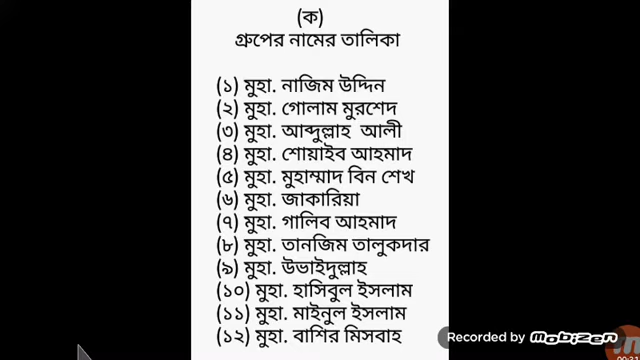 (ক)
গ্রুপের নামের তালিকা
(১) মুহা. নাজিম উদ্দিন
(২) মুহা. গোলাম মুরশেদ
(৩) মুহা. আব্দুল্লাহ আলী
(৪) মুহা. শোয়াইব আহমাদ
(৫) মুহা. মুহাম্মাদ বিন শেখ
(৬) মুহা. জাকারিয়া
(৭) মুহা. গালিব আহমাদ
(৮) মুহা. তানজিম তালুকদার
(৯) মুহা. উভাইদুল্লাহ
(১০) মুহা. হাসিবুল ইসলাম
(১১) মুহা. মাইনুল ইসলাম
(১২) মুহা. বাশির মিসবাহ
Recorded by Mobizen